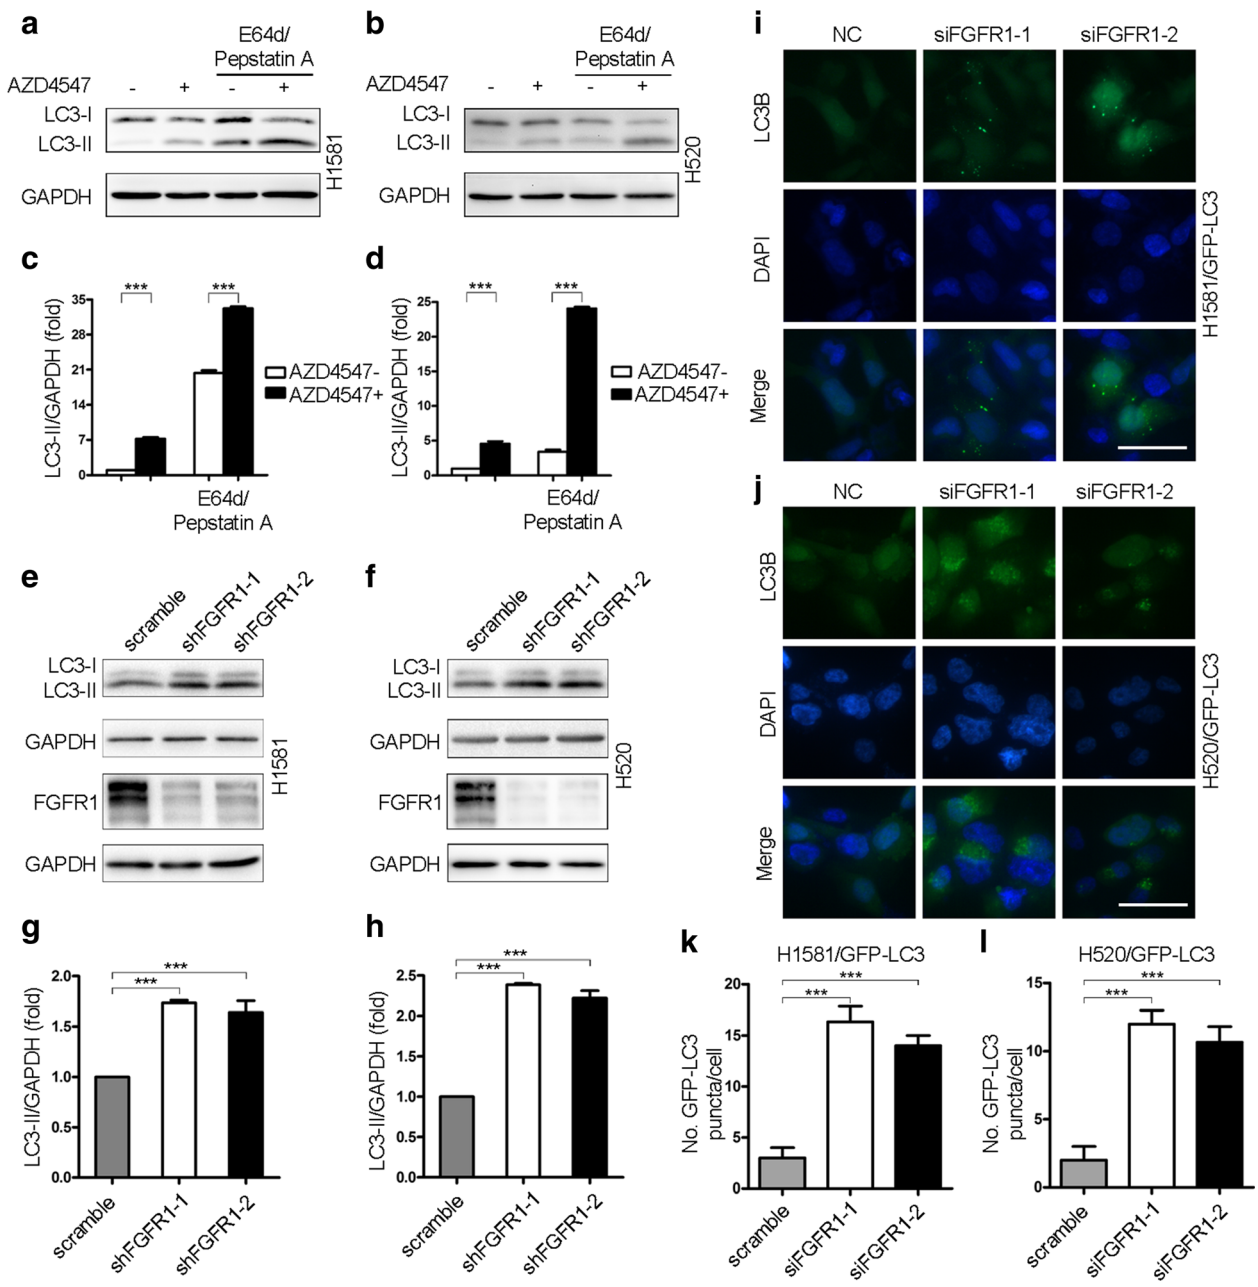 a
E64d/
Pepstatin A
AZD4547 - + - +
LC3-I
LC3-II
GAPDH
H1581
b
E64d/
Pepstatin A
AZD4547 - + - +
LC3-I
LC3-II
GAPDH
H520
c
LC3-II/GAPDH (fold)
35
28
21
14
7
0
***
***
E64d/
Pepstatin A
AZD4547-
AZD4547+
d
LC3-II/GAPDH (fold)
25
20
15
10
5
0
***
***
E64d/
Pepstatin A
AZD4547-
AZD4547+
e
scramble
shFGFR1-1
shFGFR1-2
LC3-I
LC3-II
GAPDH
FGFR1
GAPDH
H1581
f
scramble
shFGFR1-1
shFGFR1-2
LC3-I
LC3-II
GAPDH
FGFR1
GAPDH
H520
g
LC3-II/GAPDH (fold)
2.0
1.5
1.0
0.5
0.0
***
***
scramble
shFGFR1-1
shFGFR1-2
h
LC3-II/GAPDH (fold)
2.5
2.0
1.5
1.0
0.5
0.0
***
***
scramble
shFGFR1-1
shFGFR1-2
i
NC siFGFR1-1 siFGFR1-2
LC3B
DAPI
Merge
H1581/GFP-LC3
j
NC siFGFR1-1 siFGFR1-2
LC3B
DAPI
Merge
H520/GFP-LC3
k
H1581/GFP-LC3
No. GFP-LC3
puncta/cell
20
15
10
5
0
***
***
scramble
siFGFR1-1
siFGFR1-2
l
H520/GFP-LC3
No. GFP-LC3
puncta/cell
15
10
5
0
***
***
scramble
siFGFR1-1
siFGFR1-2